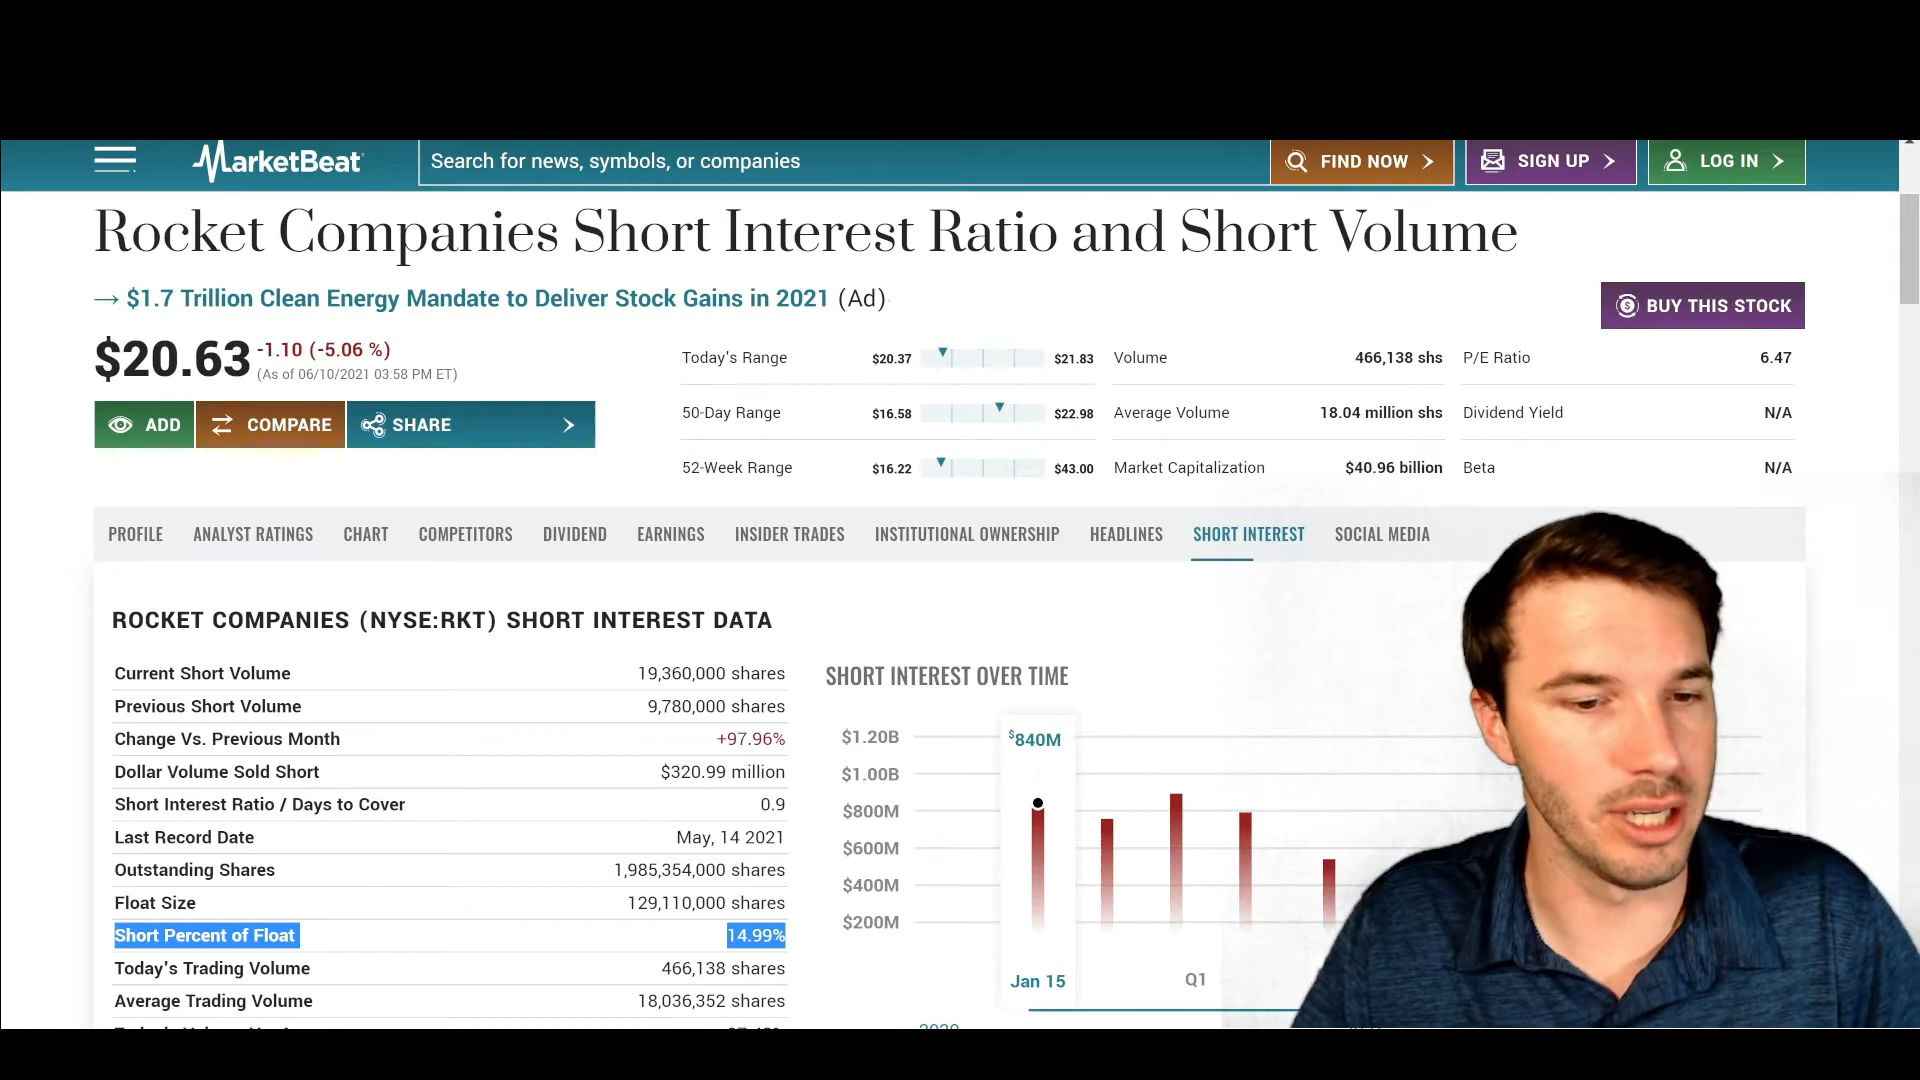 MarketBeat
Search for news, symbols, or companies
FIND NOW
SIGN UP
LOG IN
Rocket Companies Short Interest Ratio and Short Volume
→ $1.7 Trillion Clean Energy Mandate to Deliver Stock Gains in 2021 (Ad)
BUY THIS STOCK
$20.63 -1.10 (-5.06 %)
(As of 06/10/2021 03:58 PM ET)
ADD
COMPARE
SHARE
Today's Range $20.37 $21.83
50-Day Range $16.58 $22.98
52-Week Range $16.22 $43.00
Volume 466,138 shs
Average Volume 18.04 million shs
Market Capitalization $40.96 billion
P/E Ratio 6.47
Dividend Yield N/A
Beta N/A
PROFILE ANALYST RATINGS CHART COMPETITORS DIVIDEND EARNINGS INSIDER TRADES INSTITUTIONAL OWNERSHIP HEADLINES SHORT INTEREST SOCIAL MEDIA
ROCKET COMPANIES (NYSE:RKT) SHORT INTEREST DATA
Current Short Volume 19,360,000 shares
Previous Short Volume 9,780,000 shares
Change Vs. Previous Month +97.96%
Dollar Volume Sold Short $320.99 million
Short Interest Ratio / Days to Cover 0.9
Last Record Date May, 14 2021
Outstanding Shares 1,985,354,000 shares
Float Size 129,110,000 shares
Short Percent of Float 14.99%
Today's Trading Volume 466,138 shares
Average Trading Volume 18,036,352 shares
SHORT INTEREST OVER TIME
$840M
$1.20B
$1.00B
$800M
$600M
$400M
$200M
Jan 15
Q1